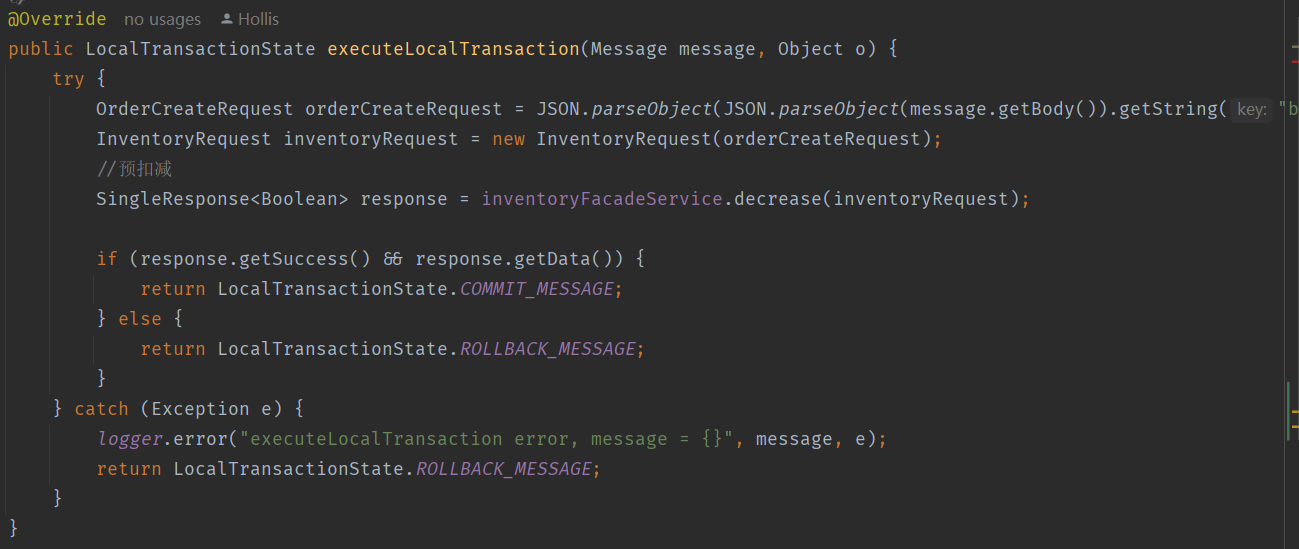 @Override no usages Hollis
public LocalTransactionState executeLocalTransaction(Message message, Object o) {
try {
OrderCreateRequest orderCreateRequest = JSON.parseObject(JSON.parseObject(message.getBody()).getString( key: "b
InventoryRequest inventoryRequest = new InventoryRequest(orderCreateRequest);
//预扣减
SingleResponse<Boolean> response = inventoryFacadeService.decrease(inventoryRequest);
if (response.getSuccess() && response.getData()) {
return LocalTransactionState.COMMIT_MESSAGE;
} else {
return LocalTransactionState.ROLLBACK_MESSAGE;
}
} catch (Exception e) {
logger.error("executeLocalTransaction error, message = {}", message, e);
return LocalTransactionState.ROLLBACK_MESSAGE;
}
}